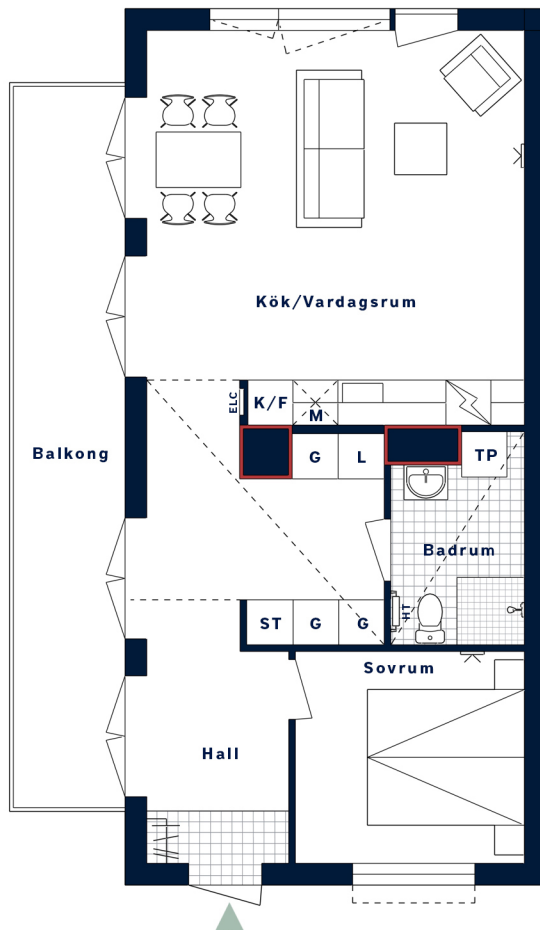 Kök/Vardagsrum
ELC
K/F
M
G
L
TP
Balkong
Badrum
HT
ST
G
G
Sovrum
Hall